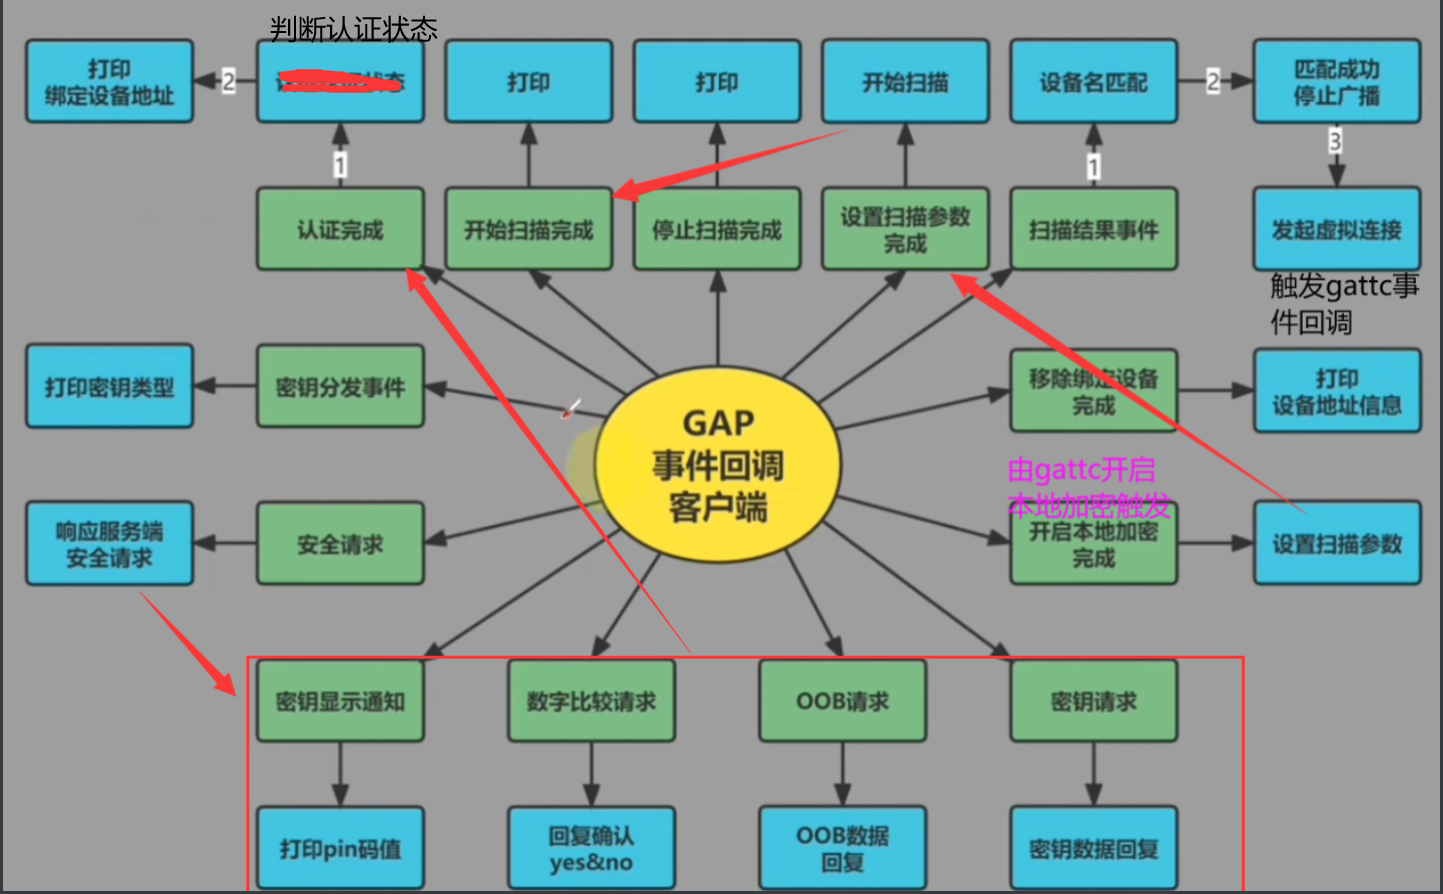 判断认证状态
打印
绑定设备地址
2
状态
打印
打印
开始扫描
设备名匹配
2
匹配成功
停止广播
1
1
3
认证完成
开始扫描完成
停止扫描完成
设置扫描参数
完成
扫描结果事件
发起虚拟连接
触发gattc事
件回调
打印密钥类型
密钥分发事件
GAP
事件回调
客户端
移除绑定设备
完成
打印
设备地址信息
由gattc开启
本地加密触发
响应服务端
安全请求
安全请求
开启本地加密
完成
设置扫描参数
密钥显示通知
数字比较请求
OOB请求
密钥请求
打印pin码值
回复确认
yes&no
OOB数据
回复
密钥数据回复